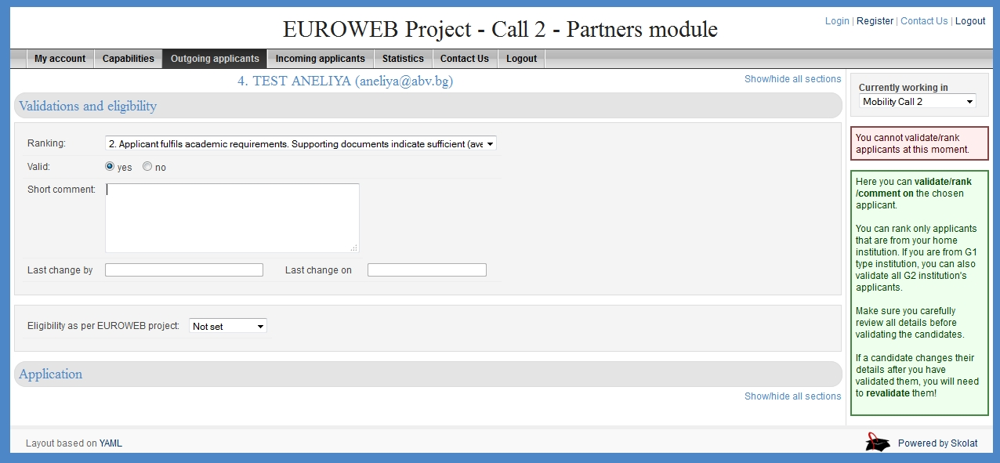 EUROWEB Project - Call 2 - Partners module
Login | Register | Contact Us | Logout
My account Capabilities Outgoing applicants Incoming applicants Statistics Contact Us Logout
4. TEST ANELIYA (aneliya@abv.bg)
Show/hide all sections
Validations and eligibility
Ranking: 2. Applicant fulfils academic requirements. Supporting documents indicate sufficient (ave
Valid: yes no
Short comment:
Last change by Last change on
Eligibility as per EUROWEB project: Not set
Application
Show/hide all sections
Currently working in
Mobility Call 2
You cannot validate/rank
applicants at this moment.
Here you can validate/rank
/comment on the chosen
applicant.
You can rank only applicants
that are from your home
institution. If you are from G1
type institution, you can also
validate all G2 institution's
applicants.
Make sure you carefully
review all details before
validating the candidates.
If a candidate changes their
details after you have
validated them, you will need
to revalidate them!
Layout based on YAML
Powered by Skolat